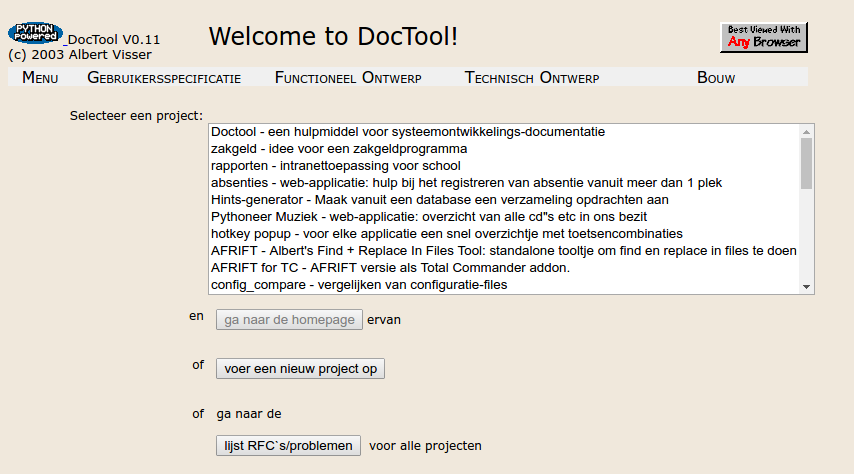 PYTHON
Powered
_DocTool V0.11
(c) 2003 Albert Visser
Welcome to DocTool!
Best Viewed With
Any Browser
Menu Gebruikersspecificatie Functioneel Ontwerp Technisch Ontwerp Bouw
Selecteer een project:
Doctool - een hulpmiddel voor systeemontwikkelings-documentatie
zakgeld - idee voor een zakgeldprogramma
rapporten - intranettoepassing voor school
absenties - web-applicatie: hulp bij het registreren van absentie vanuit meer dan 1 plek
Hints-generator - Maak vanuit een database een verzameling opdrachten aan
Pythoneer Muziek - web-applicatie: overzicht van alle cd"s etc in ons bezit
hotkey popup - voor elke applicatie een snel overzichtje met toetsencombinaties
AFRIFT - Albert's Find + Replace In Files Tool: standalone tooltje om find en replace in files te doen
AFRIFT for TC - AFRIFT versie als Total Commander addon.
config_compare - vergelijken van configuratie-files
en ga naar de homepage ervan
of voer een nieuw project op
of ga naar de
lijst RFC`s/problemen voor alle projecten